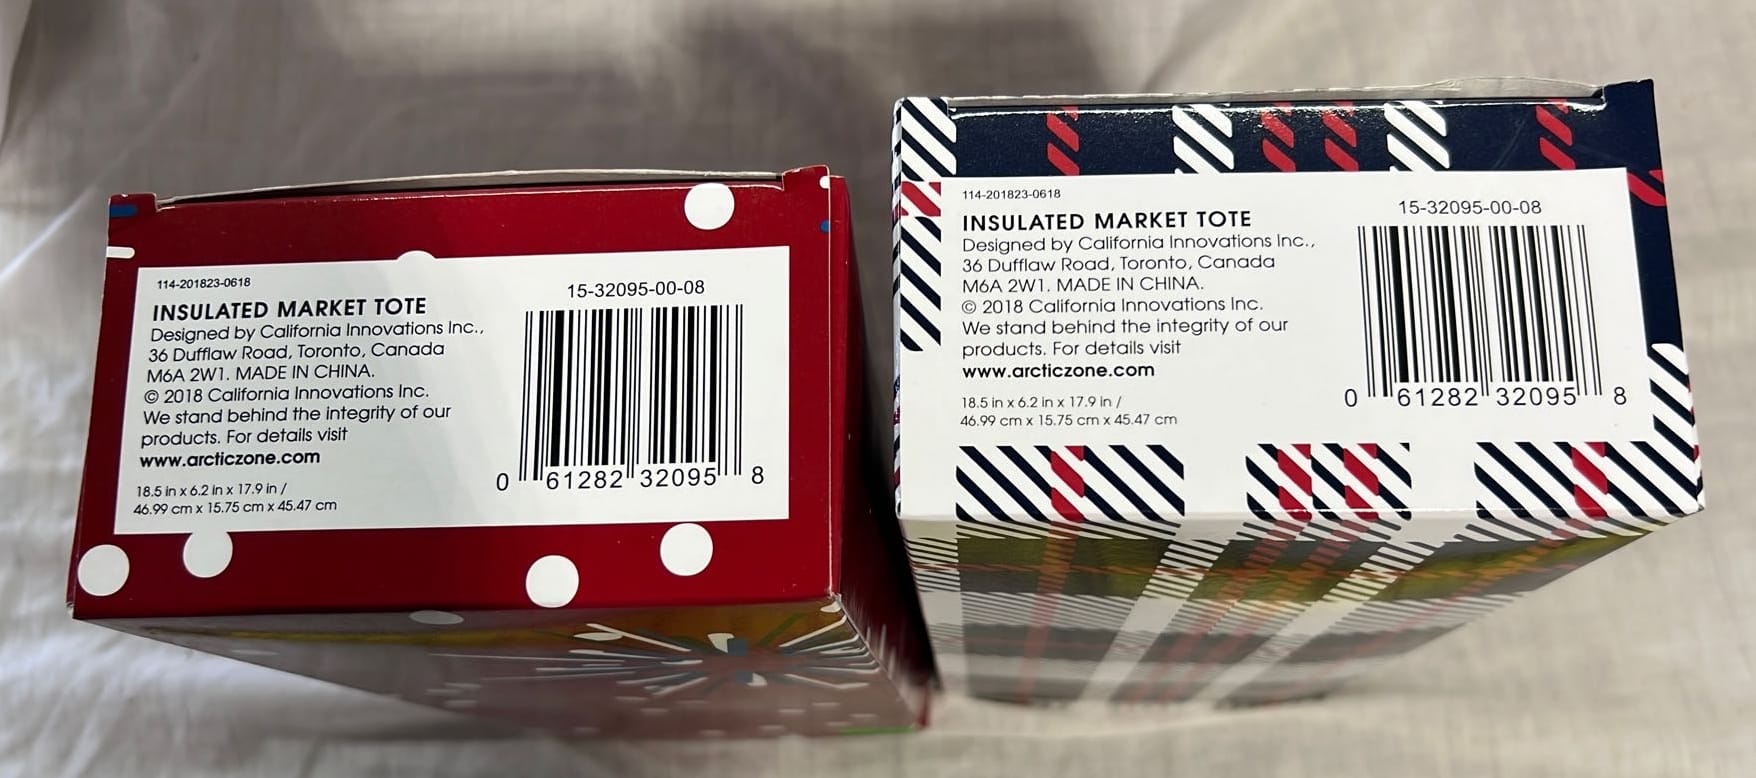 114-201823-0618
INSULATED MARKET TOTE
Designed by California Innovations Inc.,
36 Dufflaw Road, Toronto, Canada
M6A 2W1. MADE IN CHINA.
© 2018 California Innovations Inc.
We stand behind the integrity of our
products. For details visit
www.arcticzone.com
18.5 in x 6.2 in x 17.9 in /
46.99 cm x 15.75 cm x 45.47 cm
15-32095-00-08
0 61282 32095 8
114-201823-0618
INSULATED MARKET TOTE
Designed by California Innovations Inc.,
36 Dufflaw Road, Toronto, Canada
M6A 2W1. MADE IN CHINA.
© 2018 California Innovations Inc.
We stand behind the integrity of our
products. For details visit
www.arcticzone.com
18.5 in x 6.2 in x 17.9 in /
46.99 cm x 15.75 cm x 45.47 cm
15-32095-00-08
0 61282 32095 8